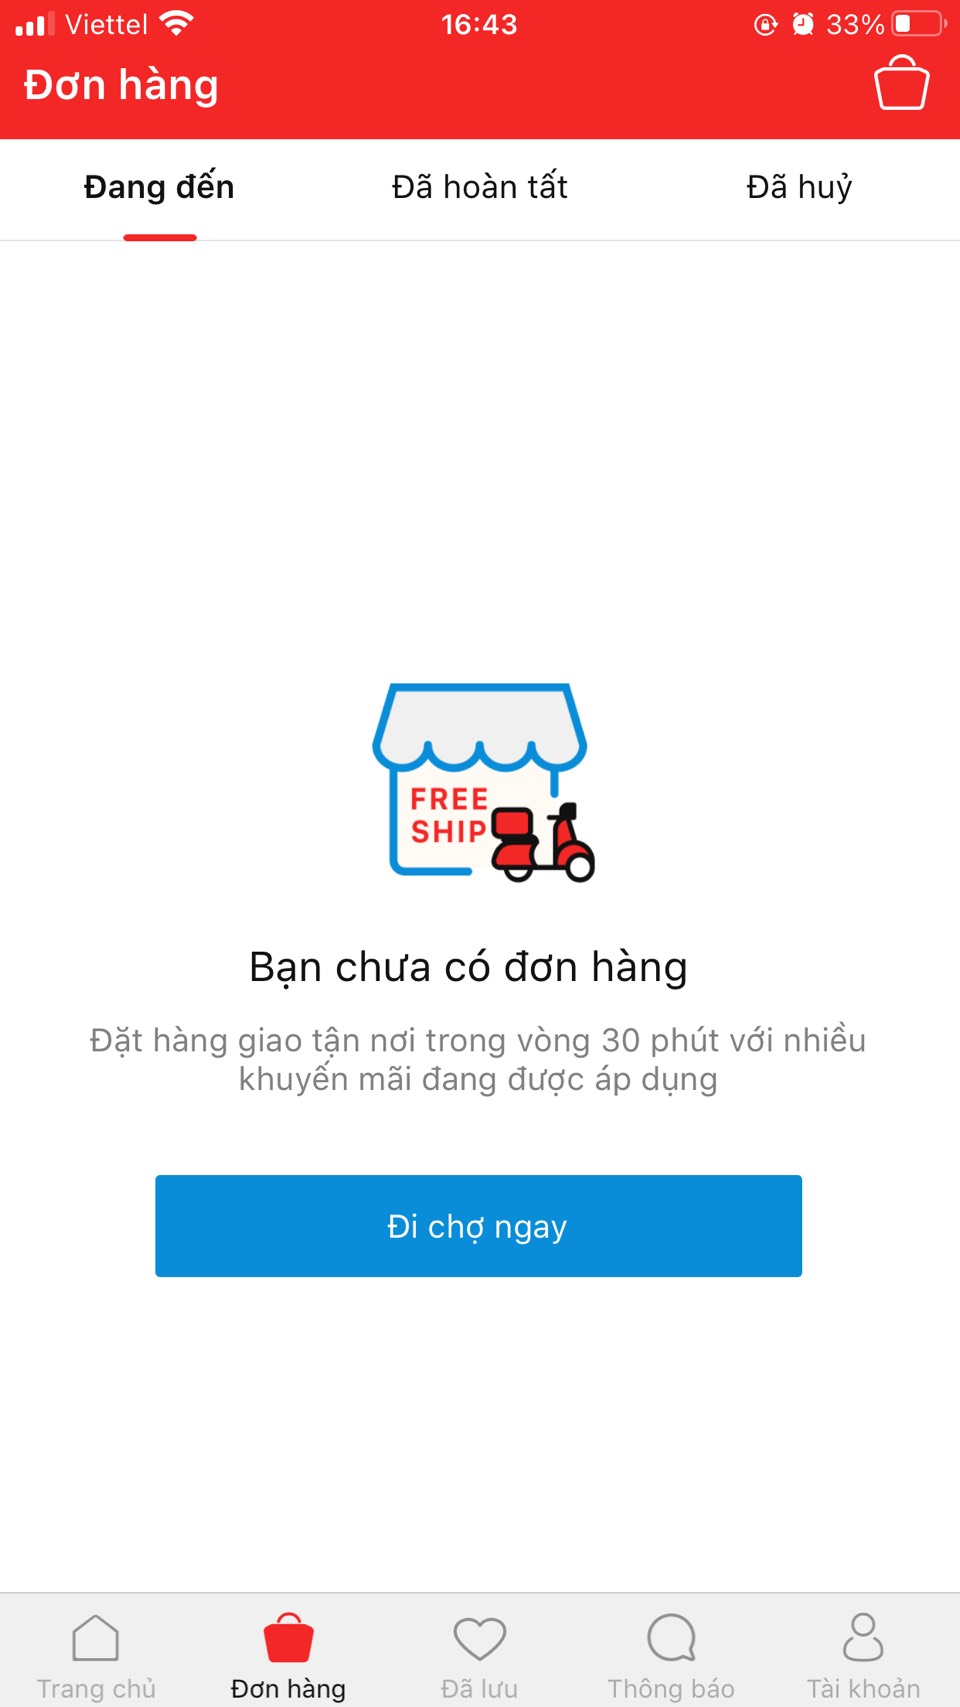 Viettel 16:43 33%
Đơn hàng
Đang đến Đã hoàn tất Đã huỷ
FREE
SHIP
Bạn chưa có đơn hàng
Đặt hàng giao tận nơi trong vòng 30 phút với nhiều
khuyến mãi đang được áp dụng
Đi chợ ngay
Trang chủ Đơn hàng Đã lưu Thông báo Tài khoản